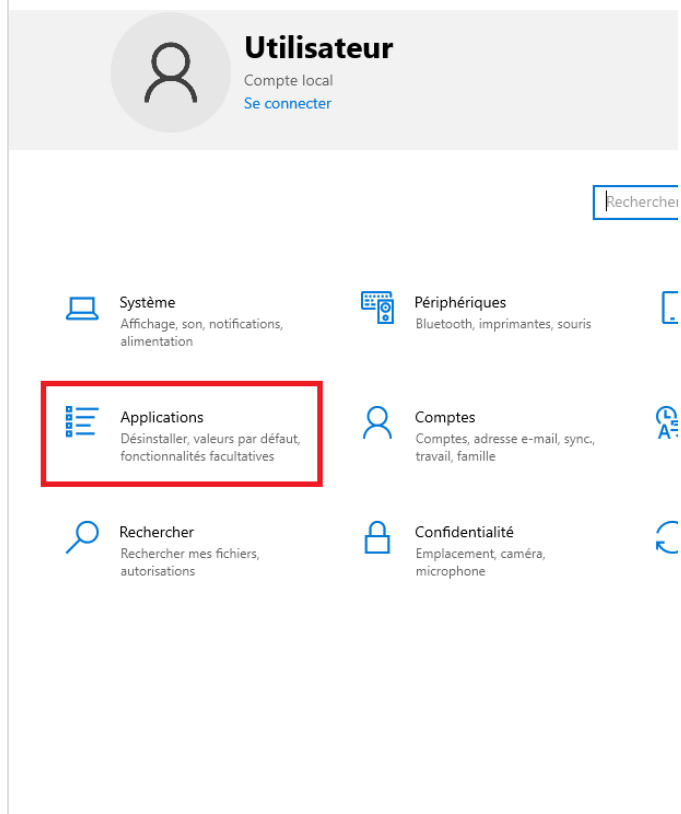 Utilisateur
Compte local
Se connecter
Rechercher
Système
Affichage, son, notifications,
alimentation
Périphériques
Bluetooth, imprimantes, souris
Applications
Désinstaller, valeurs par défaut,
fonctionnalités facultatives
Comptes
Comptes, adresse e-mail, sync.,
travail, famille
Rechercher
Rechercher mes fichiers,
autorisations
Confidentialité
Emplacement, caméra,
microphone